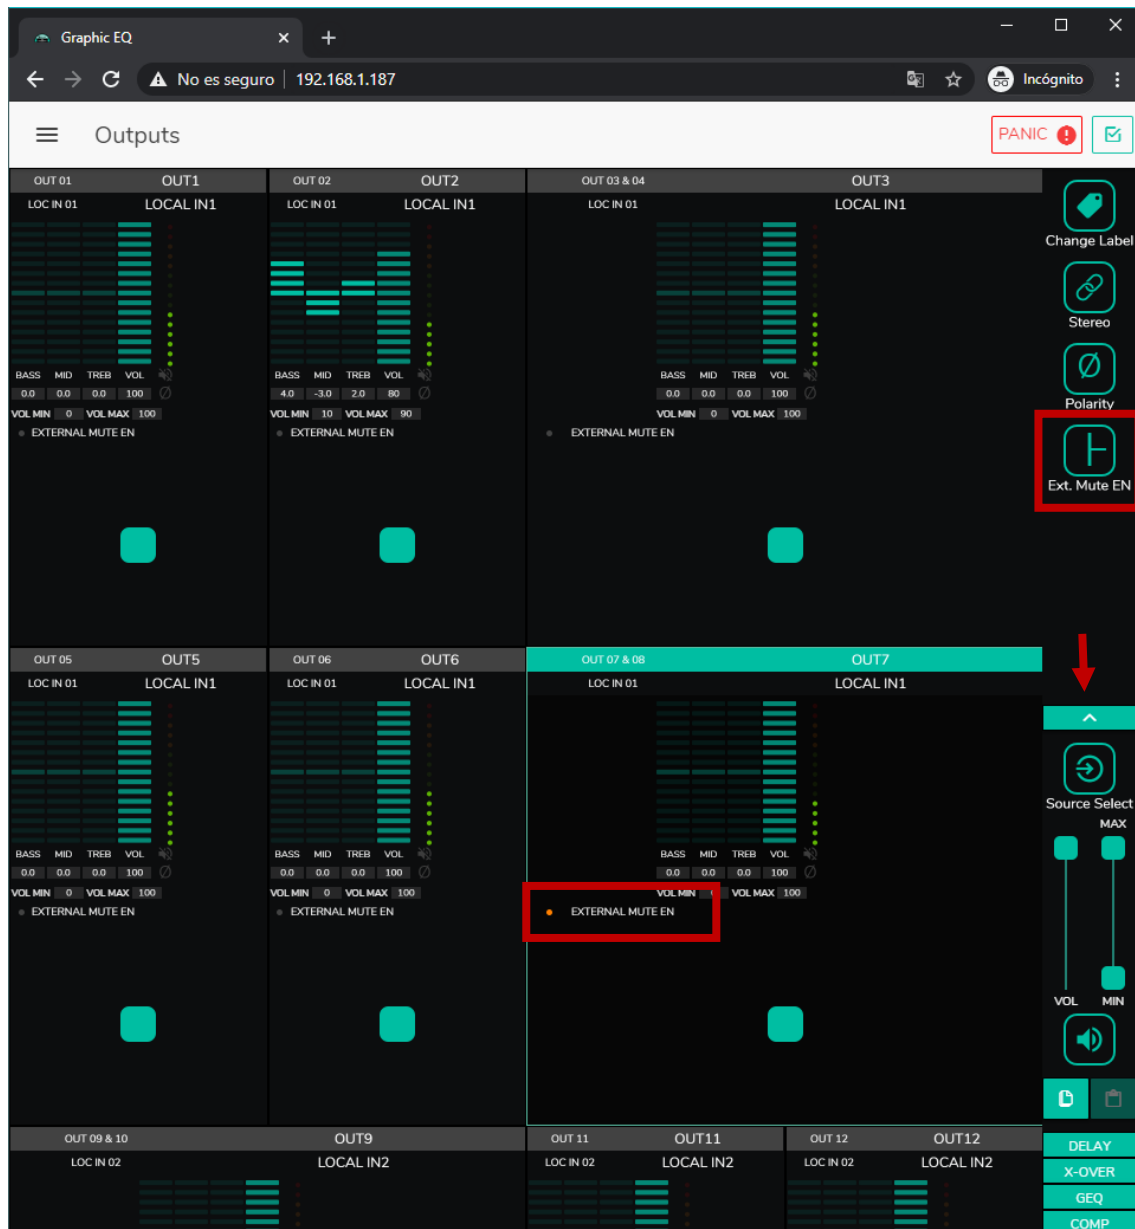 Graphic EQ
No es seguro 192.168.1.187 Incógnito
Outputs PANIC
OUT 01 OUT1 OUT 02 OUT2 OUT 03 & 04 OUT3
LOC IN 01 LOCAL IN1 LOC IN 01 LOCAL IN1 LOC IN 01 LOCAL IN1
Change Label
Stereo
BASS MID TREB VOL BASS MID TREB VOL BASS MID TREB VOL
0.0 0.0 0.0 100 4.0 -3.0 2.0 80 0.0 0.0 0.0 100
Polarity
VOL MIN 0 VOL MAX 100 VOL MIN 10 VOL MAX 90 VOL MIN 0 VOL MAX 100
EXTERNAL MUTE EN EXTERNAL MUTE EN EXTERNAL MUTE EN
Ext. Mute EN
OUT 05 OUT5 OUT 06 OUT6 OUT 07 & 08 OUT7
LOC IN 01 LOCAL IN1 LOC IN 01 LOCAL IN1 LOC IN 01 LOCAL IN1
Source Select
MAX
BASS MID TREB VOL BASS MID TREB VOL BASS MID TREB VOL
0.0 0.0 0.0 100 0.0 0.0 0.0 100 0.0 0.0 0.0 100
VOL MIN 0 VOL MAX 100 VOL MIN 0 VOL MAX 100 VOL MIN VOL MAX 100
EXTERNAL MUTE EN EXTERNAL MUTE EN EXTERNAL MUTE EN
VOL MIN
OUT 09 & 10 OUT9 OUT 11 OUT11 OUT 12 OUT12
LOC IN 02 LOCAL IN2 LOC IN 02 LOCAL IN2 LOC IN 02 LOCAL IN2
DELAY
X-OVER
GEQ
COMP